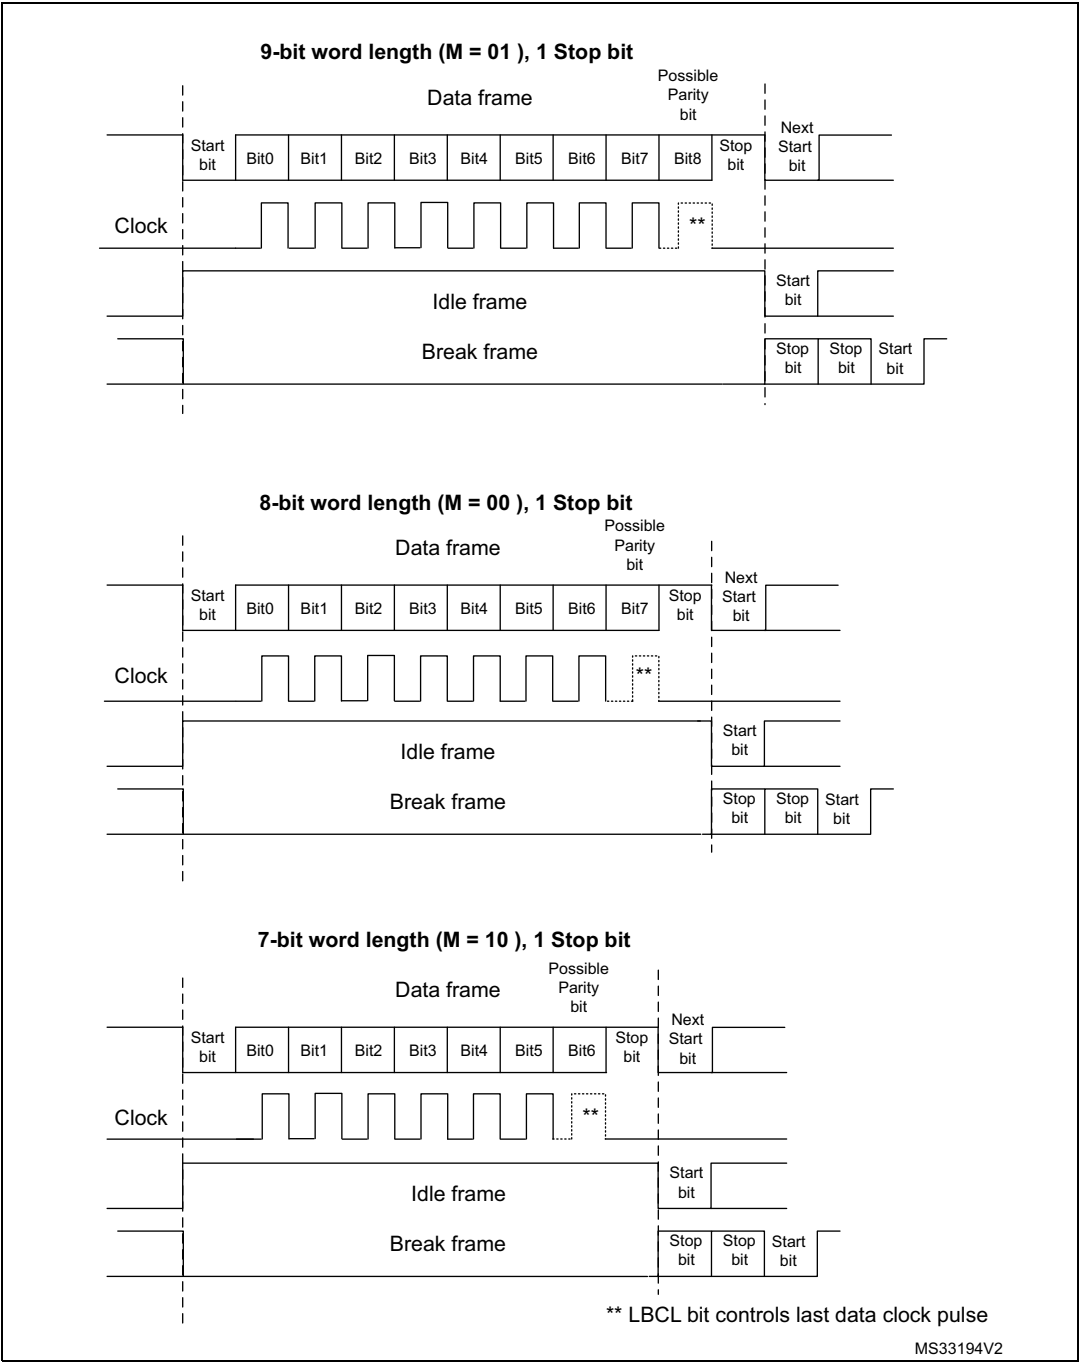 9-bit word length (M = 01 ), 1 Stop bit
Data frame
Possible
Parity
bit
Start
bit
Bit0
Bit1
Bit2
Bit3
Bit4
Bit5
Bit6
Bit7
Bit8
Stop
bit
Next
Start
bit
Clock
**
Idle frame
Start
bit
Break frame
Stop
bit
Stop
bit
Start
bit
8-bit word length (M = 00 ), 1 Stop bit
Data frame
Possible
Parity
bit
Start
bit
Bit0
Bit1
Bit2
Bit3
Bit4
Bit5
Bit6
Bit7
Stop
bit
Next
Start
bit
Clock
**
Idle frame
Start
bit
Break frame
Stop
bit
Stop
bit
Start
bit
7-bit word length (M = 10 ), 1 Stop bit
Data frame
Possible
Parity
bit
Start
bit
Bit0
Bit1
Bit2
Bit3
Bit4
Bit5
Bit6
Stop
bit
Next
Start
bit
Clock
**
Idle frame
Start
bit
Break frame
Stop
bit
Stop
bit
Start
bit
** LBCL bit controls last data clock pulse
MS33194V2